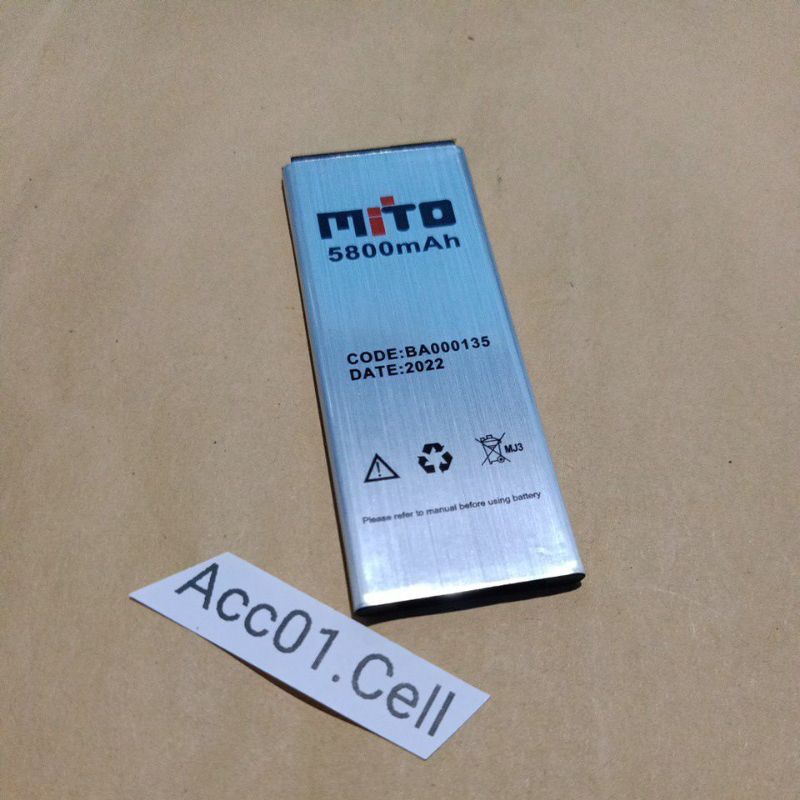 MiTO
5800mAh
CODE:BA000135
DATE:2022
MJ3
Please refer to manual before using battery
Acc01.Cell